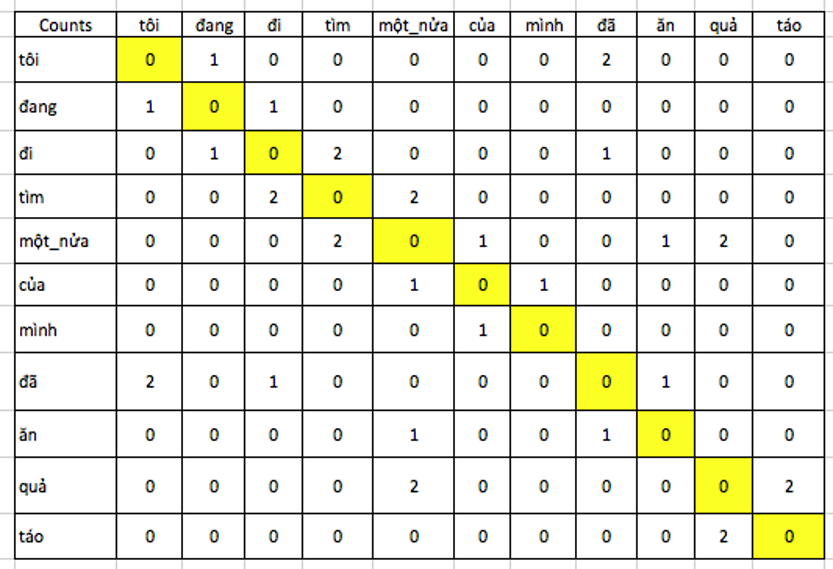 Counts tôi đang đi tìm một_nửa của mình đã ăn quả táo
tôi 0 1 0 0 0 0 0 2 0 0 0
đang 1 0 1 0 0 0 0 0 0 0 0
đi 0 1 0 2 0 0 0 1 0 0 0
tìm 0 0 2 0 2 0 0 0 0 0 0
một_nửa 0 0 0 2 0 1 0 0 1 2 0
của 0 0 0 0 1 0 1 0 0 0 0
mình 0 0 0 0 0 1 0 0 0 0 0
đã 2 0 1 0 0 0 0 0 1 0 0
ăn 0 0 0 0 1 0 0 1 0 0 0
quả 0 0 0 0 2 0 0 0 0 0 2
táo 0 0 0 0 0 0 0 0 0 2 0